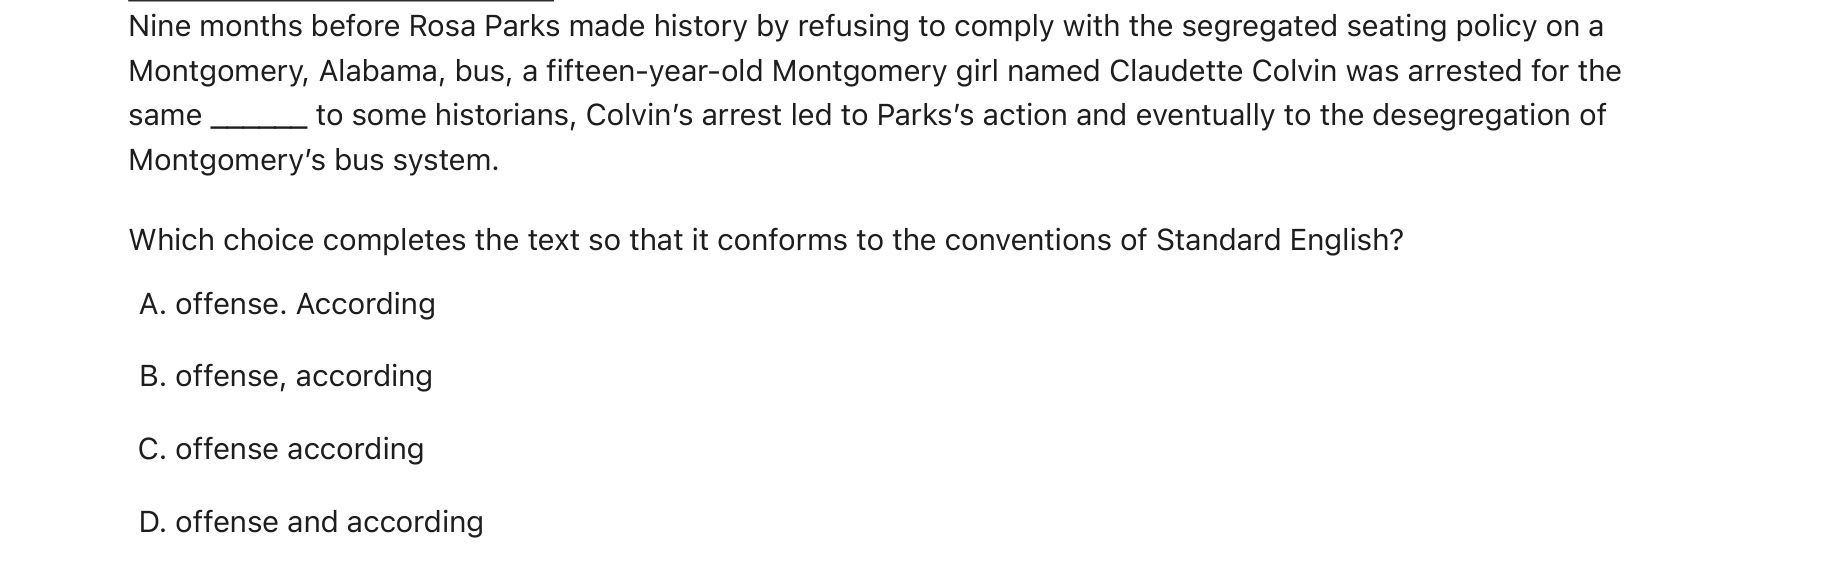 Nine months before Rosa Parks made history by refusing to comply with the segregated seating policy on a
Montgomery, Alabama, bus, a fifteen-year-old Montgomery girl named Claudette Colvin was arrested for the
same ______ to some historians, Colvin’s arrest led to Parks’s action and eventually to the desegregation of
Montgomery’s bus system.
Which choice completes the text so that it conforms to the conventions of Standard English?
A. offense. According
B. offense, according
C. offense according
D. offense and according